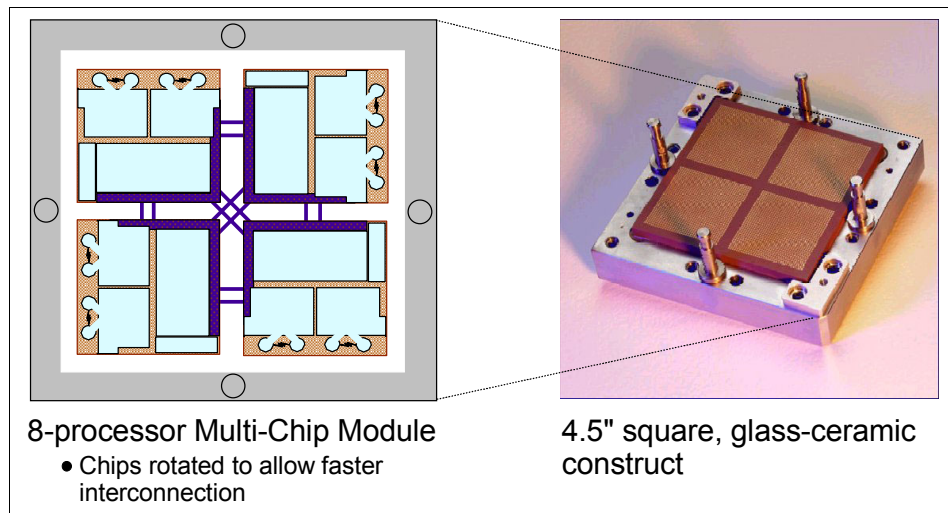 8-processor Multi-Chip Module
• Chips rotated to allow faster
interconnection
4.5" square, glass-ceramic
construct